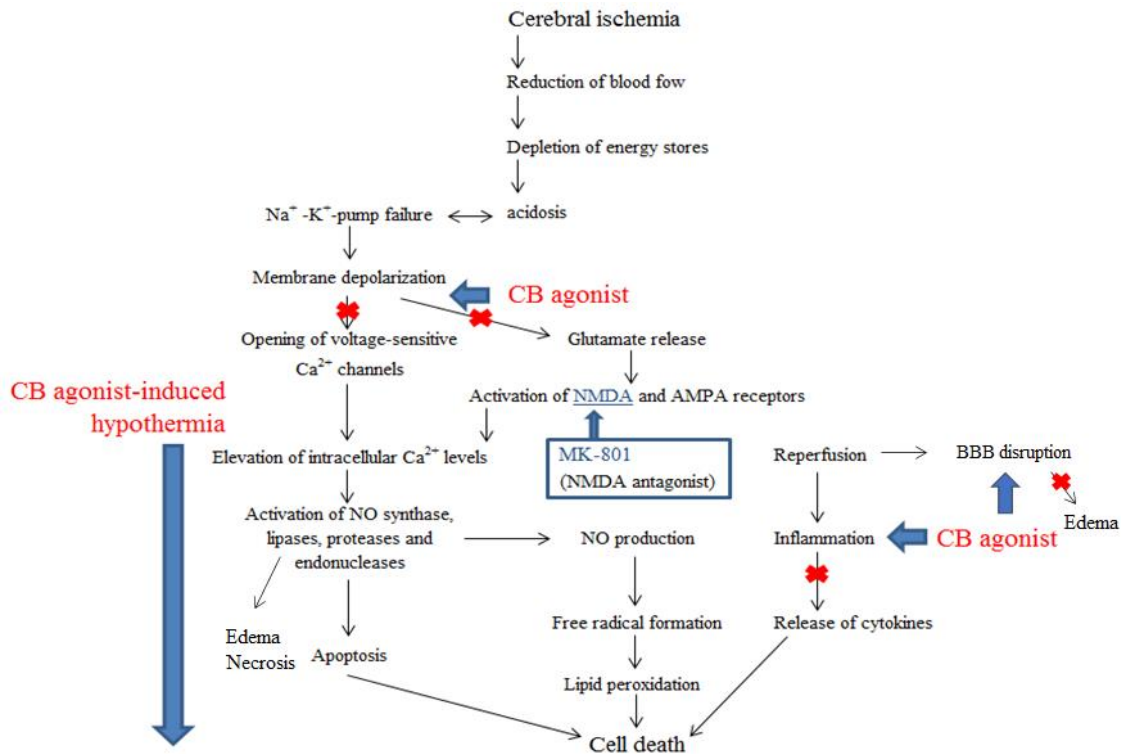 Cerebral ischemia
Reduction of blood fow
Depletion of energy stores
Na⁺ -K⁺-pump failure
acidosis
Membrane depolarization
CB agonist
Opening of voltage-sensitive
Ca²⁺ channels
Glutamate release
CB agonist-induced
hypothermia
Activation of NMDA and AMPA receptors
Elevation of intracellular Ca²⁺ levels
MK-801
(NMDA antagonist)
Reperfusion
BBB disruption
Activation of NO synthase,
lipases, proteases and
endonucleases
NO production
Inflammation
CB agonist
Edema
Edema
Necrosis
Apoptosis
Free radical formation
Release of cytokines
Lipid peroxidation
Cell death